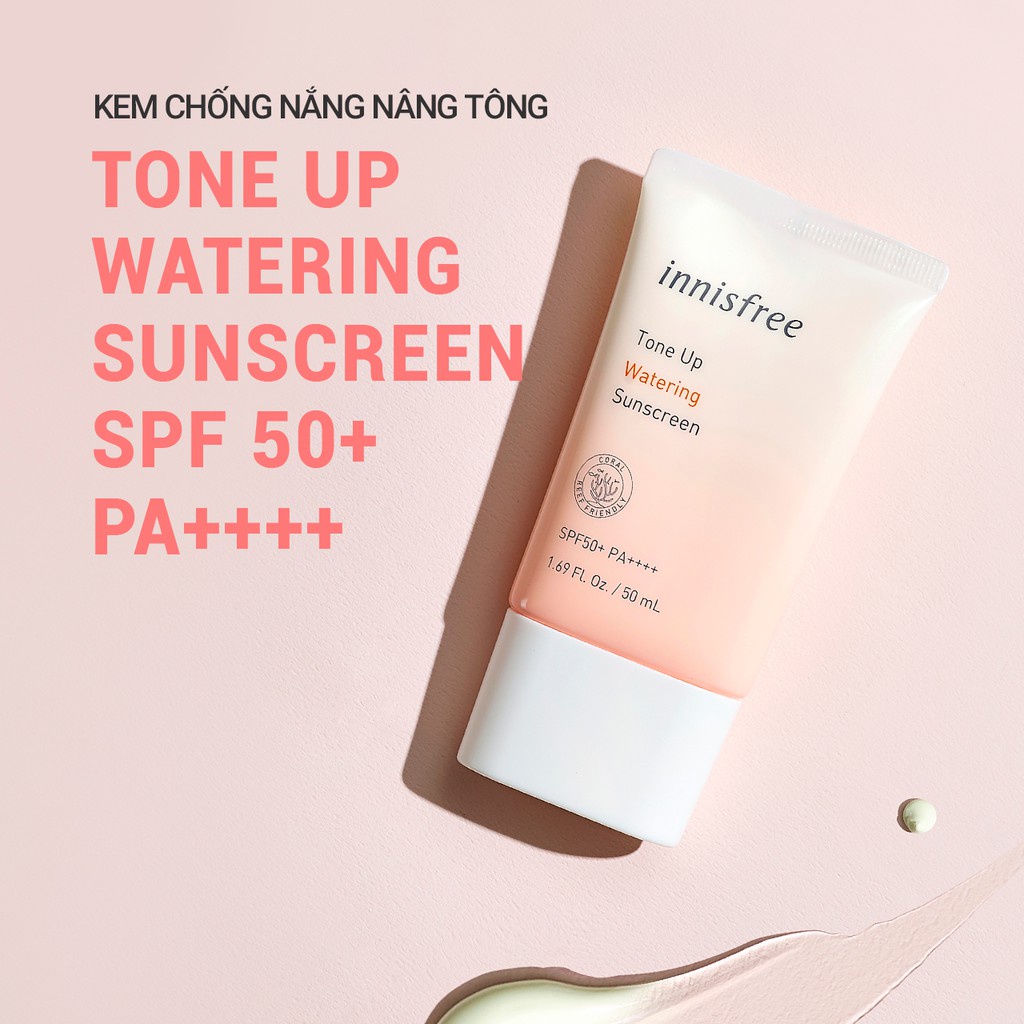 KEM CHỐNG NẮNG NÂNG TÔNG
TONE UP
WATERING
SUNSCREEN
SPF 50+
PA++++
innisfree
Tone Up
Watering
Sunscreen
CORAL
REEF FRIENDLY
SPF50+ PA++++
1.69 Fl. Oz. / 50 mL